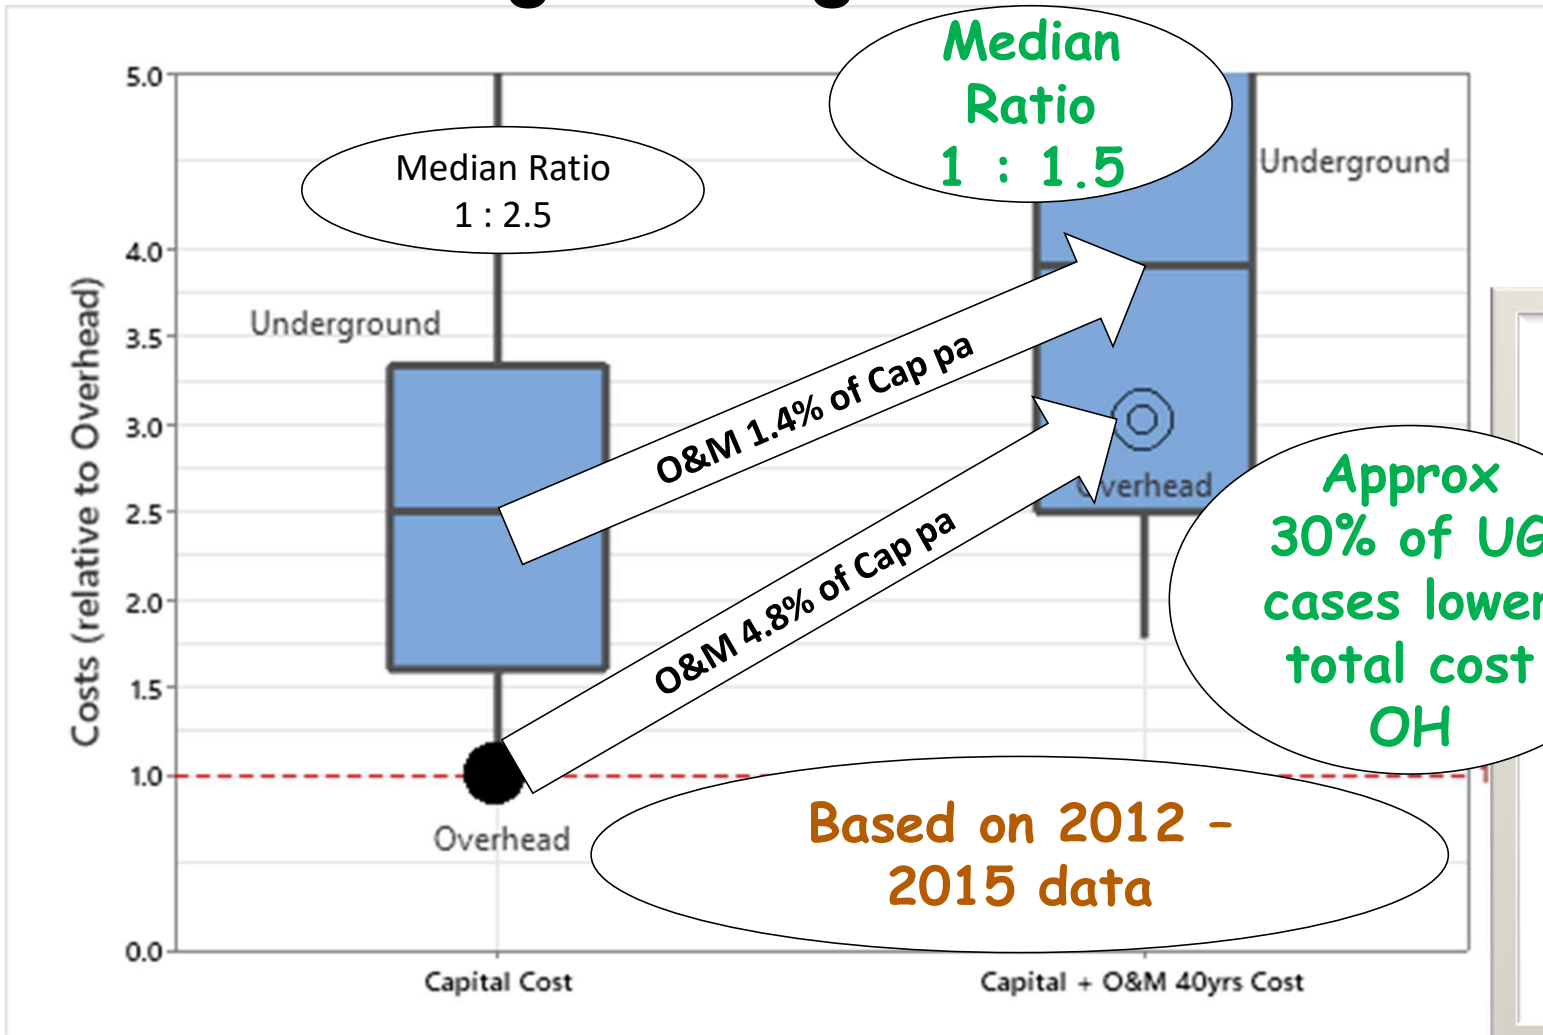 Median
Ratio
1 : 1.5
5.0
Median Ratio
1 : 2.5
Underground
4.0
Underground
3.5
O&M 1.4% of Cap pa
3.0
Approx
30% of UG
cases lower
total cost
OH
Overhead
2.5
O&M 4.8% of Cap pa
2.0
1.5
1.0
1
Based on 2012 –
2015 data
Overhead
0.0
Capital Cost
Capital + O&M 40yrs Cost
Costs (relative to Overhead)